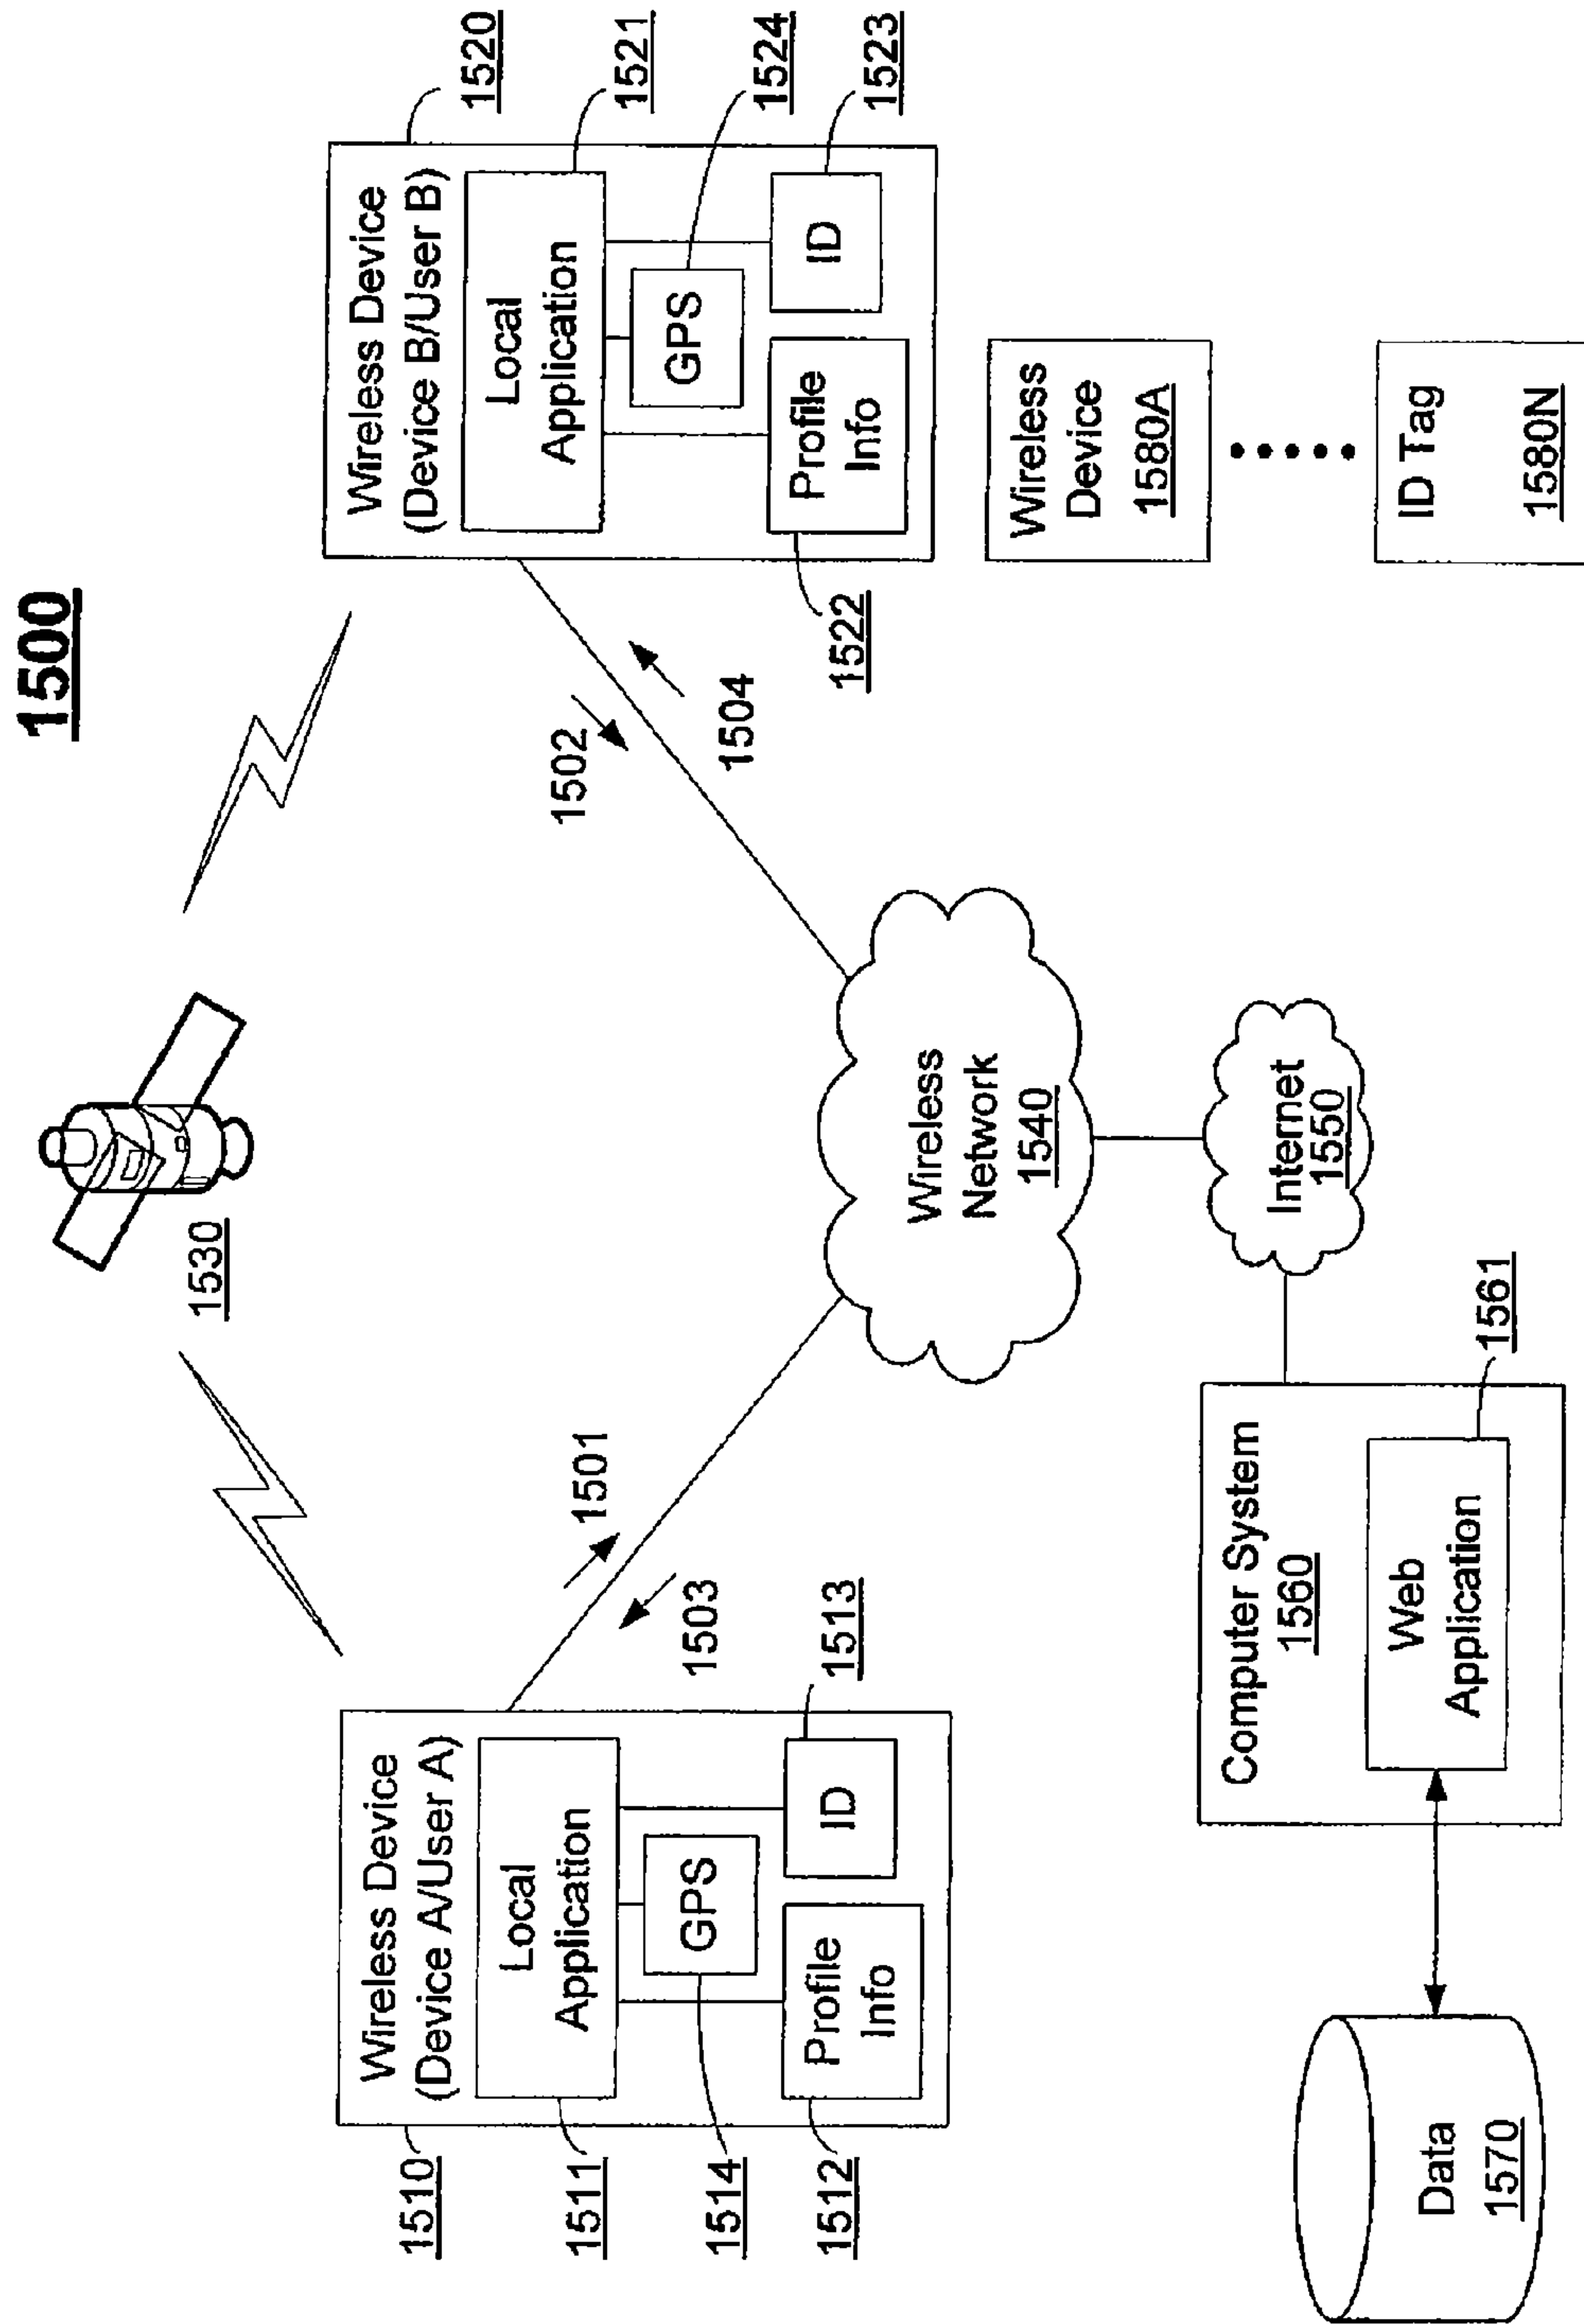 1500
1530
1510
Wireless Device
(Device A/User A)
1511
Local
Application
1514
GPS
1512
Profile
Info
ID
1513
1501
1503
1520
Wireless Device
(Device B/User B)
Local
Application
1521
GPS
1524
Profile
Info
1522
ID
1523
1502
1504
Wireless
Network
1540
Internet
1550
Computer System
1560
Web
Application
1561
Data
1570
Wireless
Device
1580A
ID Tag
1580N